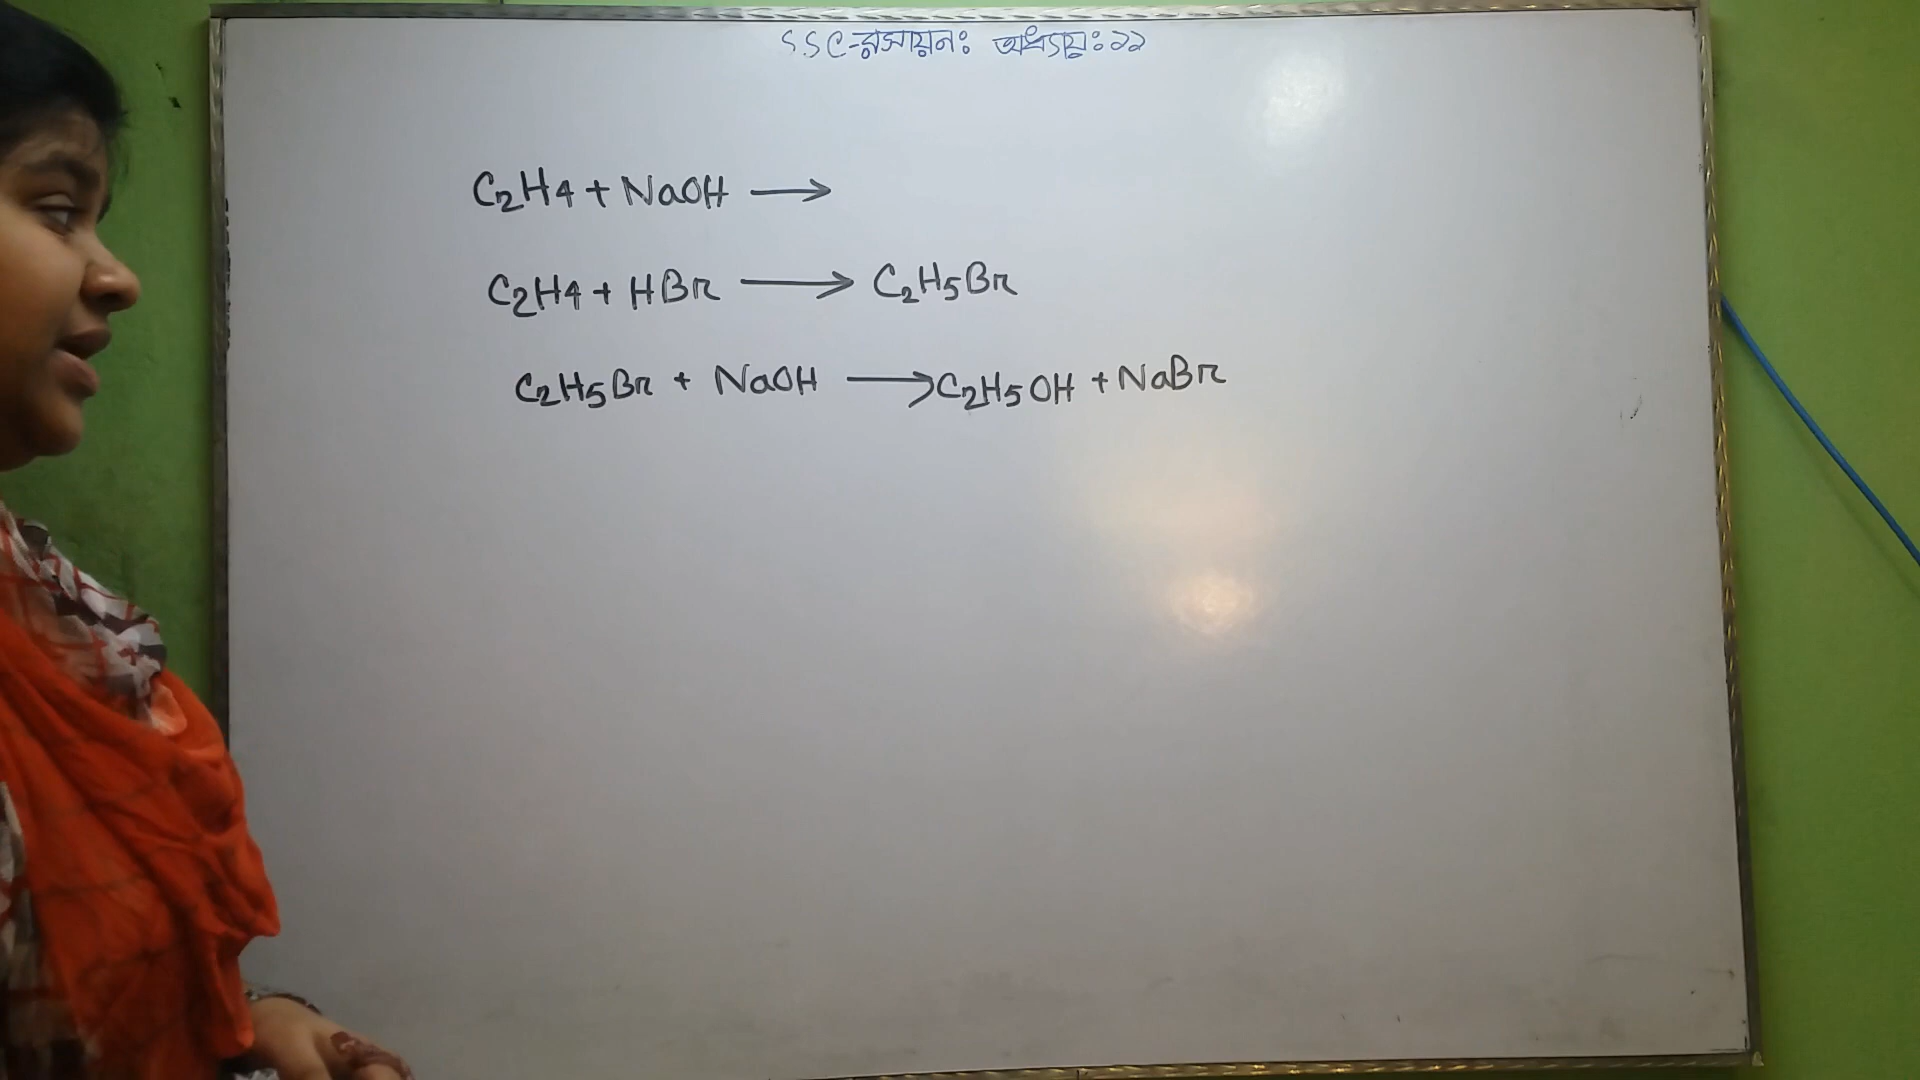 SSC-রসায়নঃ অধ্যায়ঃ ১১
C₂H₄ + NaOH ⟶
C₂H₄ + HBr ⟶ C₂H₅Br
C₂H₅Br + NaOH ⟶ C₂H₅OH + NaBr